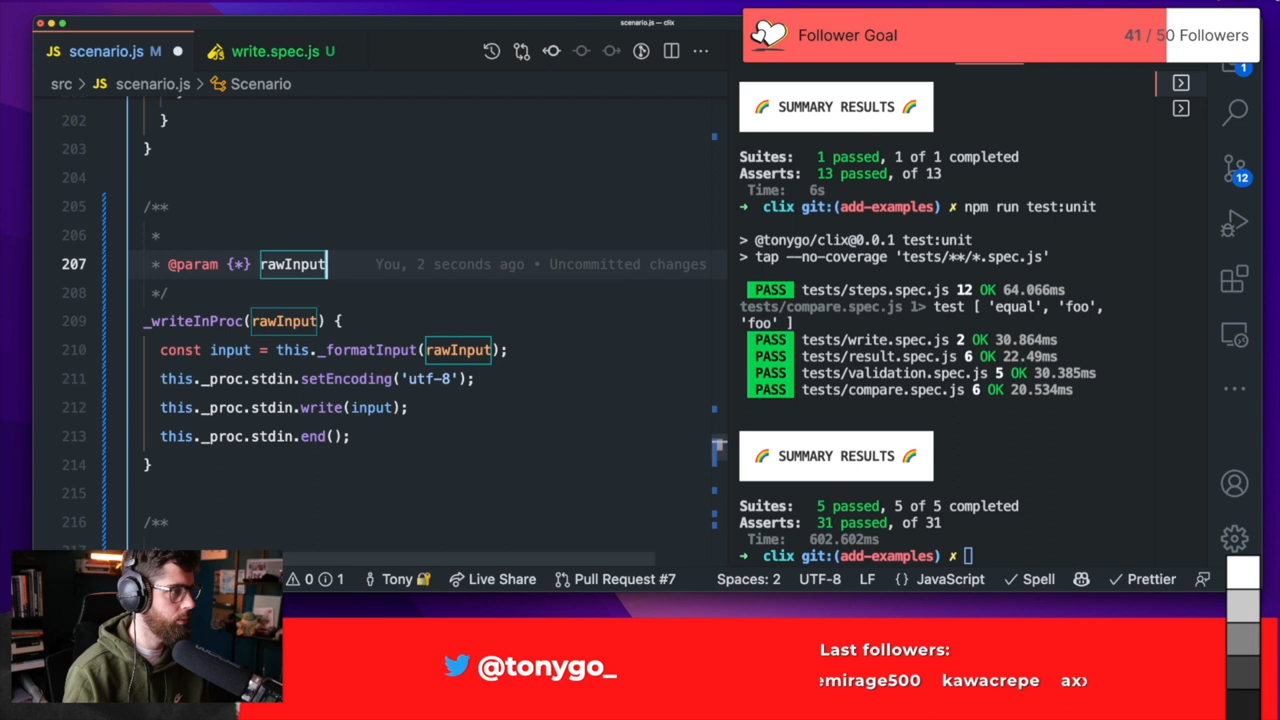 scenario.js — clix
JS scenario.js M
write.spec.js U
Follower Goal
41 / 50 Followers
src > JS scenario.js > Scenario
1
202 }
203 }
204
205 /**
206 *
207 * @param {*} rawInput You, 2 seconds ago • Uncommitted changes
208 */
209 _writeInProc(rawInput) {
210 const input = this._formatInput(rawInput);
211 this._proc.stdin.setEncoding('utf-8');
212 this._proc.stdin.write(input);
213 this._proc.stdin.end();
214 }
215
216 /**
🌈 SUMMARY RESULTS 🌈
Suites: 1 passed, 1 of 1 completed
Asserts: 13 passed, of 13
Time: 6s
➜ clix git:(add-examples) ✗ npm run test:unit
> @tonygo/clix@0.0.1 test:unit
> tap --no-coverage 'tests/**/*.spec.js'
PASS tests/steps.spec.js 12 OK 64.066ms
tests/compare.spec.js 1> test [ 'equal', 'foo',
'foo' ]
PASS tests/write.spec.js 2 OK 30.864ms
PASS tests/result.spec.js 6 OK 22.49ms
PASS tests/validation.spec.js 5 OK 30.385ms
PASS tests/compare.spec.js 6 OK 20.534ms
🌈 SUMMARY RESULTS 🌈
Suites: 5 passed, 5 of 5 completed
Asserts: 31 passed, of 31
Time: 602.602ms
➜ clix git:(add-examples) ✗
12
0 1 Tony 🔐 Live Share Pull Request #7 Spaces: 2 UTF-8 LF {} JavaScript ✓ Spell ✓ Prettier
@tonygo_
Last followers:
emirage500 kawacrepe